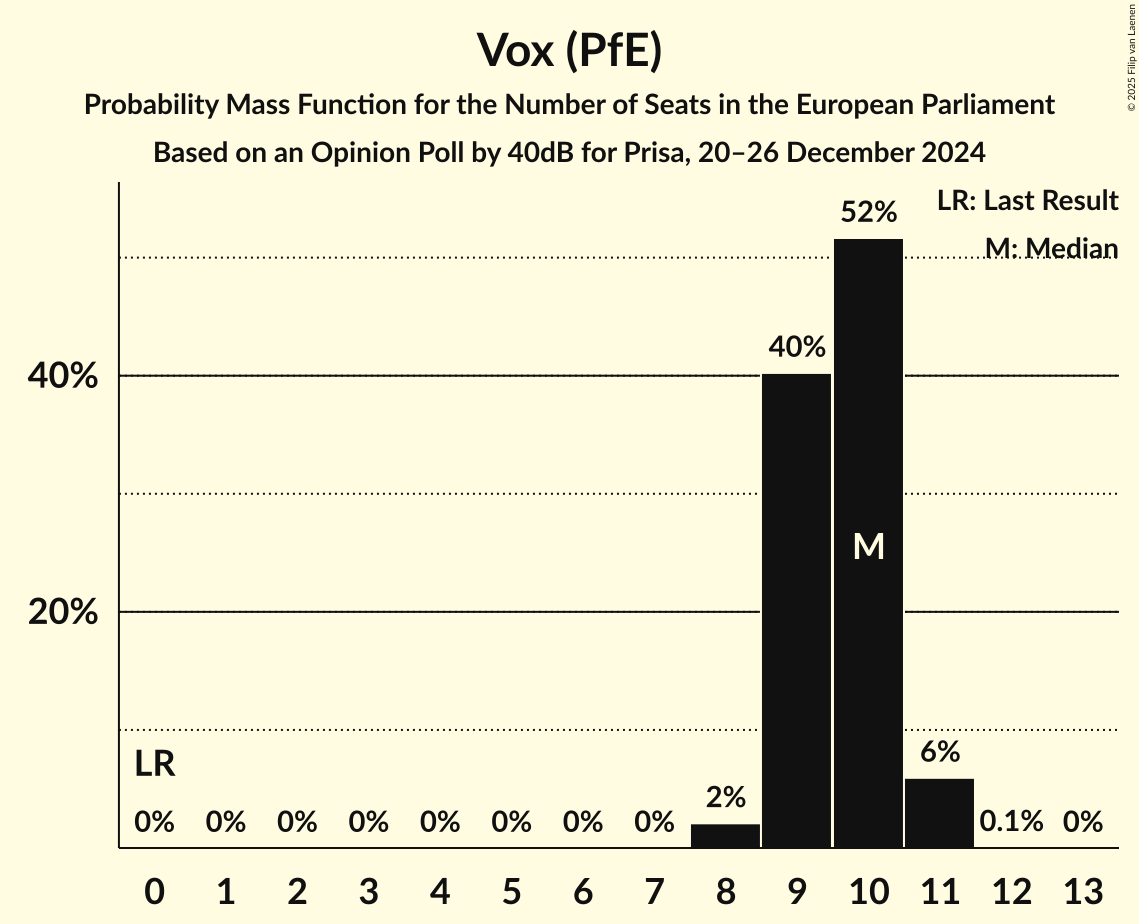 Vox (PfE)
Probability Mass Function for the Number of Seats in the European Parliament
Based on an Opinion Poll by 40dB for Prisa, 20–26 December 2024
© 2025 Filip van Laenen
LR: Last Result
M: Median
52%
40%
40%
M
20%
LR
6%
2%
0% 0% 0% 0% 0% 0% 0% 0% 0.1% 0%
0 1 2 3 4 5 6 7 8 9 10 11 12 13